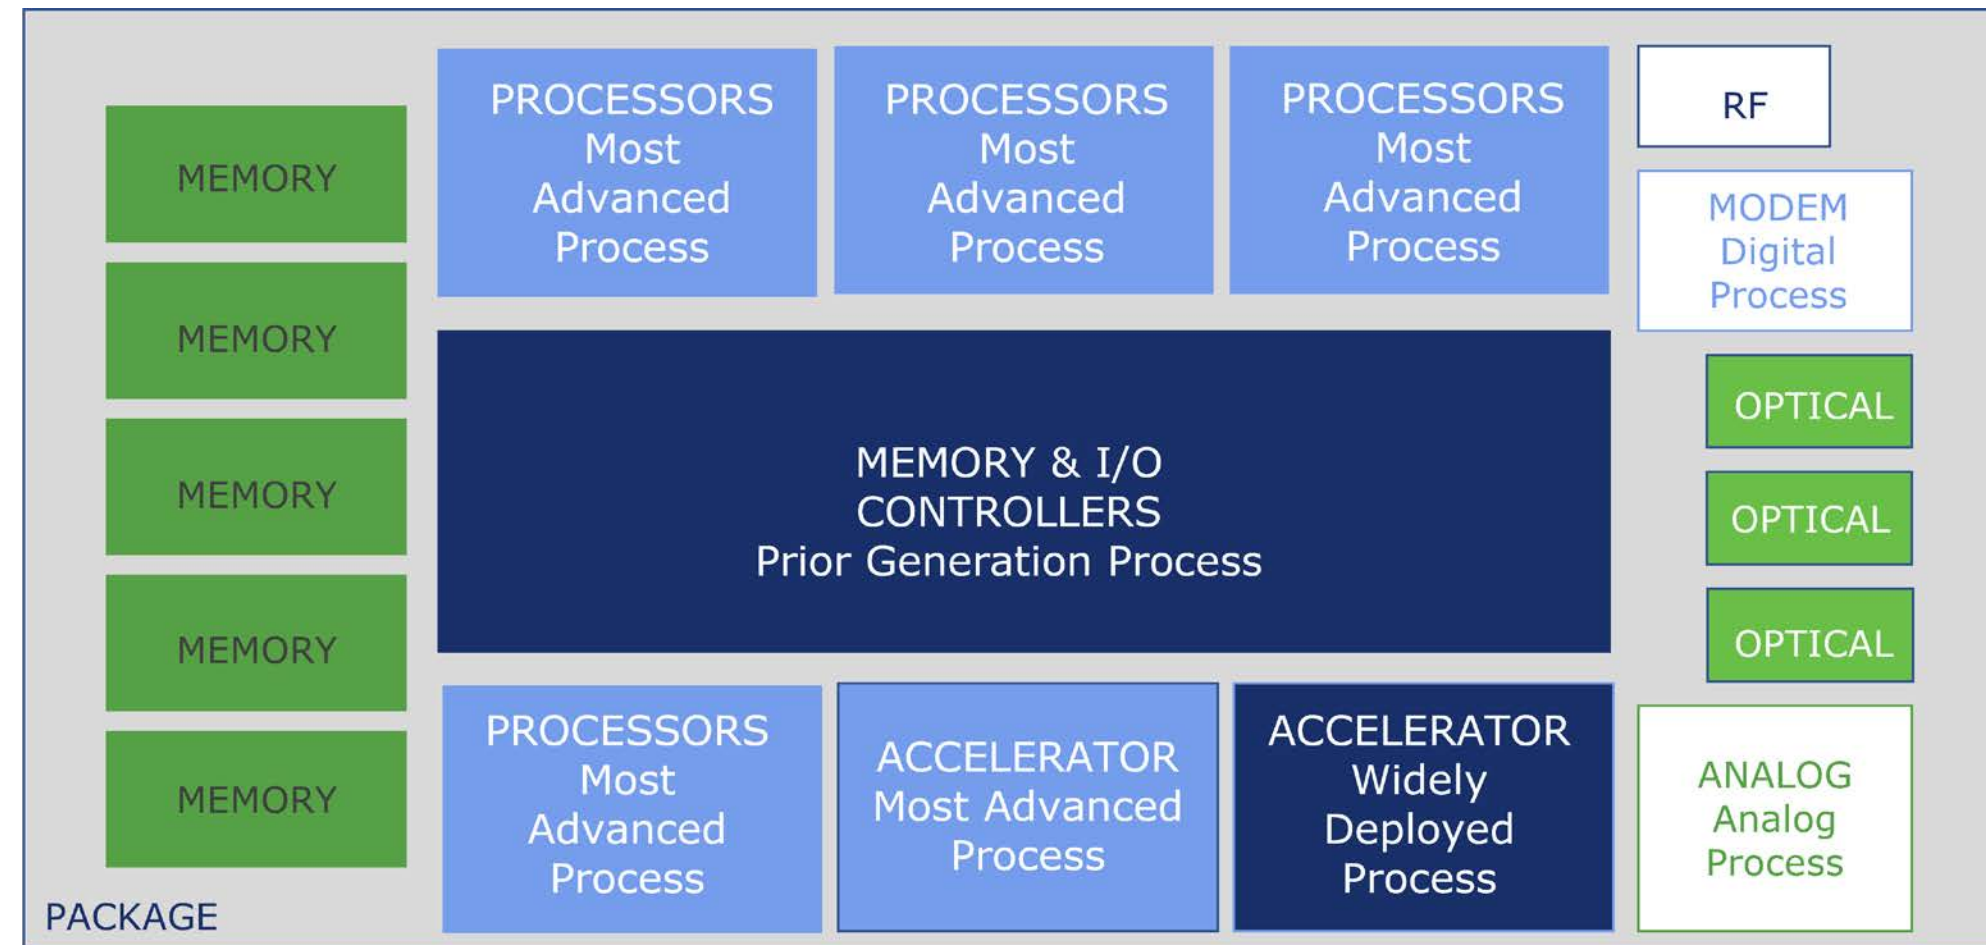 MEMORY
MEMORY
MEMORY
MEMORY
MEMORY
PACKAGE
PROCESSORS
Most
Advanced
Process
PROCESSORS
Most
Advanced
Process
PROCESSORS
Most
Advanced
Process
MEMORY & I/O
CONTROLLERS
Prior Generation Process
PROCESSORS
Most
Advanced
Process
ACCELERATOR
Most Advanced
Process
ACCELERATOR
Widely
Deployed
Process
RF
MODEM
Digital
Process
OPTICAL
OPTICAL
OPTICAL
ANALOG
Analog
Process